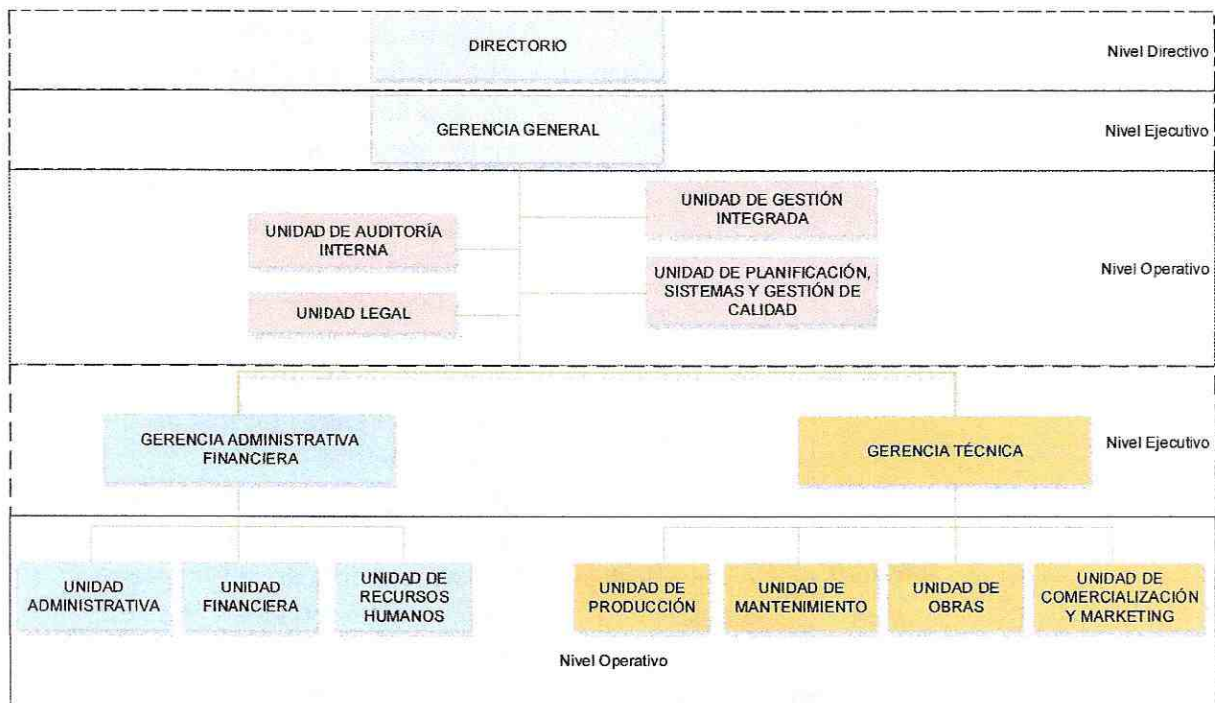 DIRECTORIO
Nivel Directivo
GERENCIA GENERAL
Nivel Ejecutivo
UNIDAD DE AUDITORÍA
INTERNA
UNIDAD DE GESTIÓN
INTEGRADA
UNIDAD LEGAL
UNIDAD DE PLANIFICACIÓN,
SISTEMAS Y GESTIÓN DE
CALIDAD
Nivel Operativo
GERENCIA ADMINISTRATIVA
FINANCIERA
GERENCIA TÉCNICA
Nivel Ejecutivo
UNIDAD
ADMINISTRATIVA
UNIDAD
FINANCIERA
UNIDAD DE
RECURSOS
HUMANOS
UNIDAD DE
PRODUCCIÓN
UNIDAD DE
MANTENIMIENTO
UNIDAD DE
OBRAS
UNIDAD DE
COMERCIALIZACIÓN
Y MARKETING
Nivel Operativo